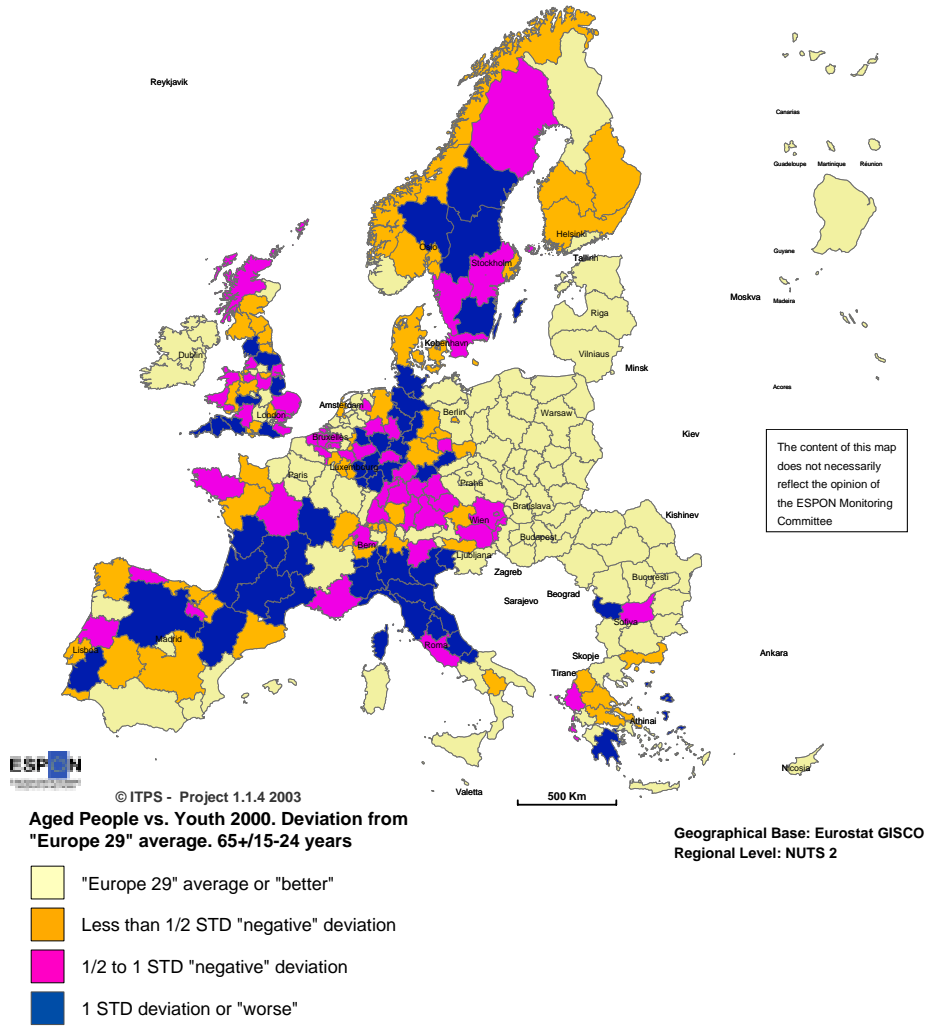 Reykjavik
Canarias
Guadeloupe
Martinique
Réunion
Guyane
Madeira
Acores
Oslo
Helsinki
Stockholm
Tallinn
Riga
Moskva
Vilniaus
Minsk
Dublin
København
London
Amsterdam
Berlin
Warsaw
Kiev
Bruxelles
Luxembourg
Paris
Praha
Kishinev
Wien
Bratislava
Budapest
Bern
Ljubljana
Zagreb
Bucuresti
Beograd
Sarajevo
Sofiya
Madrid
Lisboa
Roma
Skopje
Tirane
Ankara
Athinai
Nicosia
Valetta
The content of this map
does not necessarily
reflect the opinion of
the ESPON Monitoring
Committee
ESPON
© ITPS - Project 1.1.4 2003
500 Km
Aged People vs. Youth 2000. Deviation from
"Europe 29" average. 65+/15-24 years
Geographical Base: Eurostat GISCO
Regional Level: NUTS 2
"Europe 29" average or "better"
Less than 1/2 STD "negative" deviation
1/2 to 1 STD "negative" deviation
1 STD deviation or "worse"